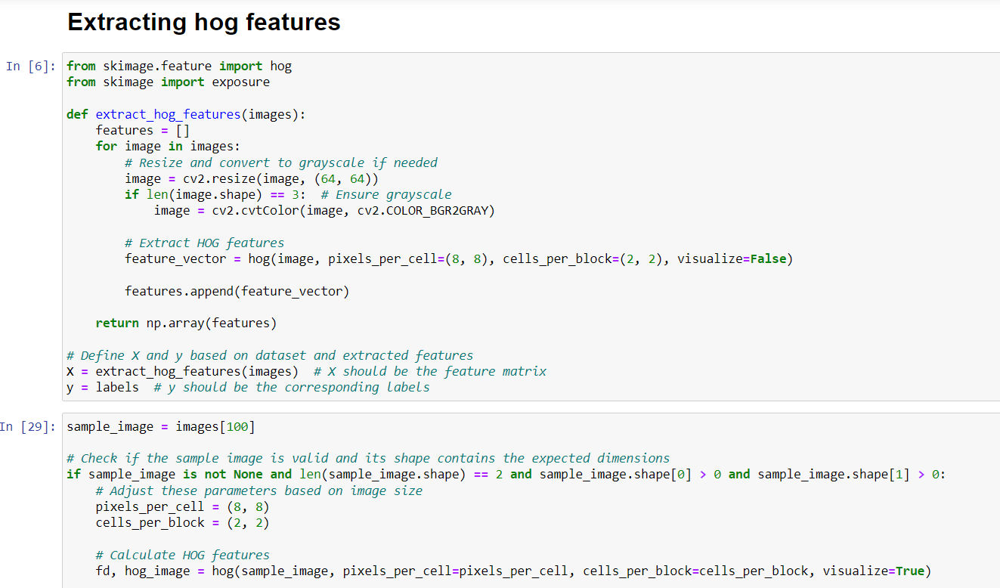 Extracting hog features
In [6]:
from skimage.feature import hog
from skimage import exposure
def extract_hog_features(images):
    features = []
    for image in images:
        # Resize and convert to grayscale if needed
        image = cv2.resize(image, (64, 64))
        if len(image.shape) == 3:  # Ensure grayscale
            image = cv2.cvtColor(image, cv2.COLOR_BGR2GRAY)
        # Extract HOG features
        feature_vector = hog(image, pixels_per_cell=(8, 8), cells_per_block=(2, 2), visualize=False)
        features.append(feature_vector)
    return np.array(features)
# Define X and y based on dataset and extracted features
X = extract_hog_features(images)  # X should be the feature matrix
y = labels  # y should be the corresponding labels
In [29]:
sample_image = images[100]
# Check if the sample image is valid and its shape contains the expected dimensions
if sample_image is not None and len(sample_image.shape) == 2 and sample_image.shape[0] > 0 and sample_image.shape[1] > 0:
    # Adjust these parameters based on image size
    pixels_per_cell = (8, 8)
    cells_per_block = (2, 2)
    # Calculate HOG features
    fd, hog_image = hog(sample_image, pixels_per_cell=pixels_per_cell, cells_per_block=cells_per_block, visualize=True)